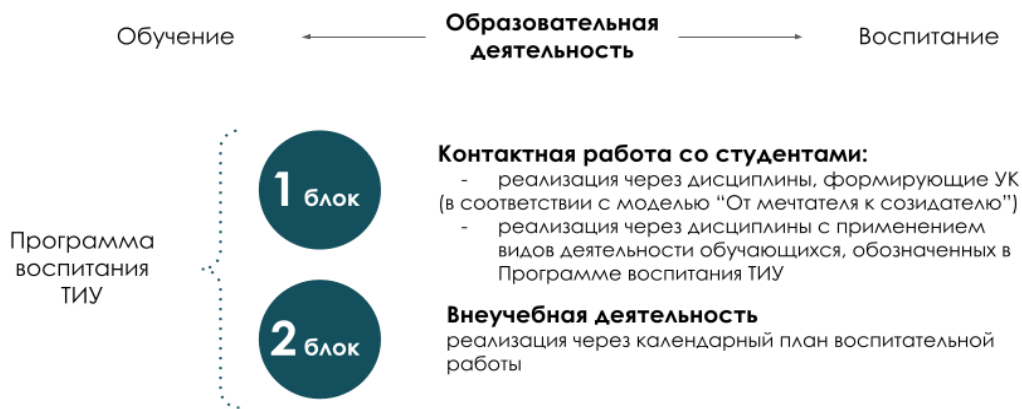 Обучение
Образовательная
деятельность
Воспитание
1 блок
Контактная работа со студентами:
- реализация через дисциплины, формирующие УК
(в соответствии с моделью “От мечтателя к созидателю”)
- реализация через дисциплины с применением
видов деятельности обучающихся, обозначенных в
Программе воспитания ТИУ
Программа
воспитания
ТИУ
2 блок
Внеучебная деятельность
реализация через календарный план воспитательной
работы